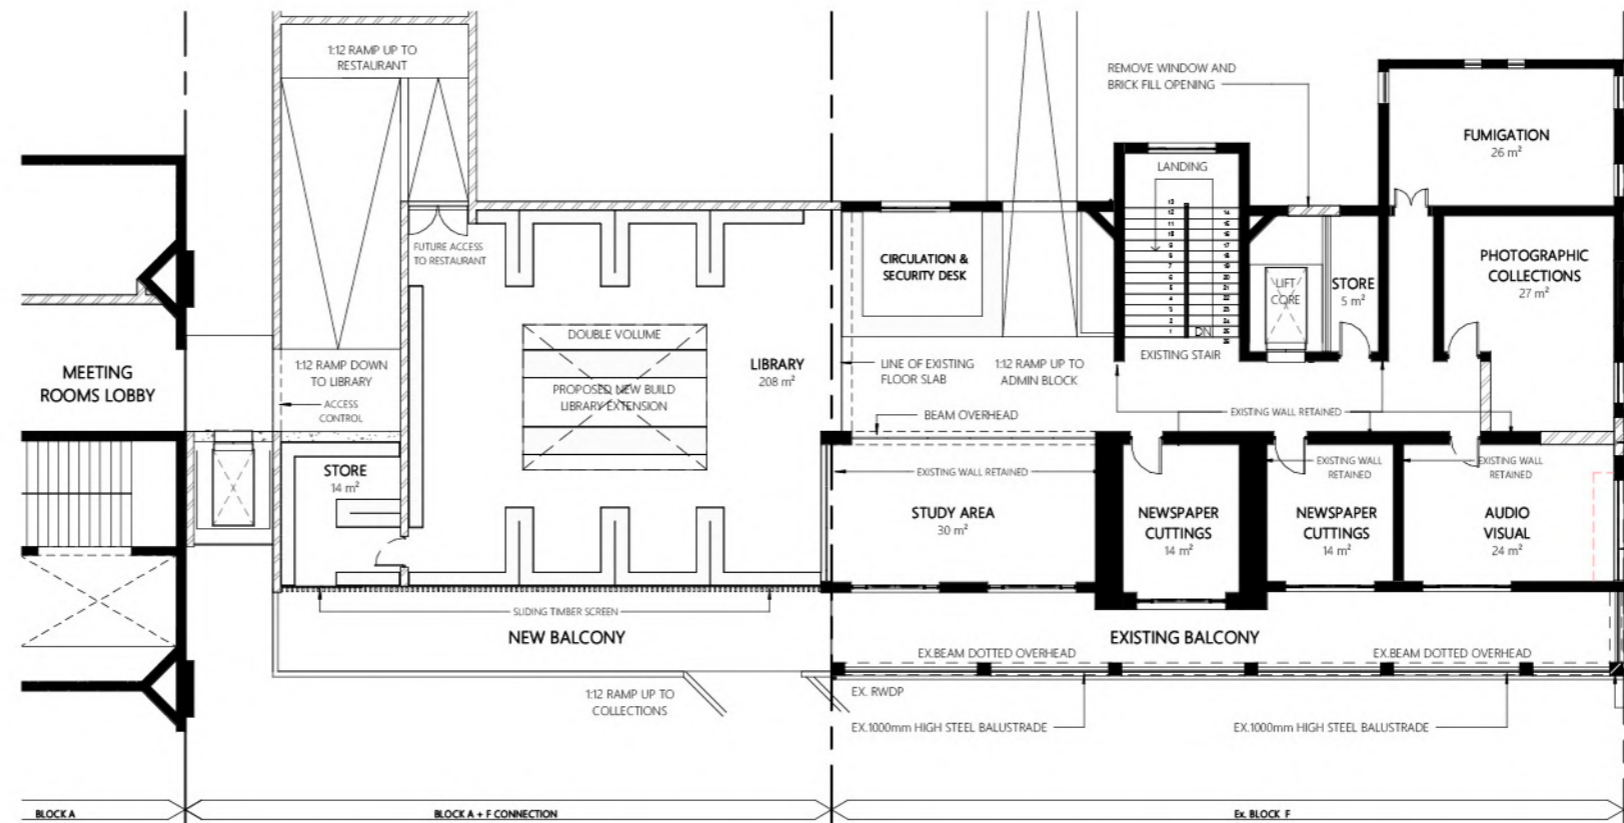 1:12 RAMP UP TO
RESTAURANT
REMOVE WINDOW AND
BRICK FILL OPENING
FUMIGATION
26 m²
LANDING
FUTURE ACCESS
TO RESTAURANT
CIRCULATION &
SECURITY DESK
PHOTOGRAPHIC
COLLECTIONS
27 m²
LIFT
CORE
STORE
5 m²
DN
EXISTING STAIR
DOUBLE VOLUME
PROPOSED NEW BUILD
LIBRARY EXTENSION
LIBRARY
208 m²
LINE OF EXISTING
FLOOR SLAB
1:12 RAMP UP TO
ADMIN BLOCK
MEETING
ROOMS LOBBY
1:12 RAMP DOWN
TO LIBRARY
ACCESS
CONTROL
BEAM OVERHEAD
EXISTING WALL RETAINED
STORE
14 m²
EXISTING WALL RETAINED
EXISTING WALL
RETAINED
EXISTING WALL
RETAINED
STUDY AREA
30 m²
NEWSPAPER
CUTTINGS
14 m²
NEWSPAPER
CUTTINGS
14 m²
AUDIO
VISUAL
24 m²
SLIDING TIMBER SCREEN
NEW BALCONY
EXISTING BALCONY
EX.BEAM DOTTED OVERHEAD
EX.BEAM DOTTED OVERHEAD
1:12 RAMP UP TO
COLLECTIONS
EX. RWDP
EX.1000mm HIGH STEEL BALUSTRADE
EX.1000mm HIGH STEEL BALUSTRADE
BLOCK A
BLOCK A + F CONNECTION
Ex. BLOCK F